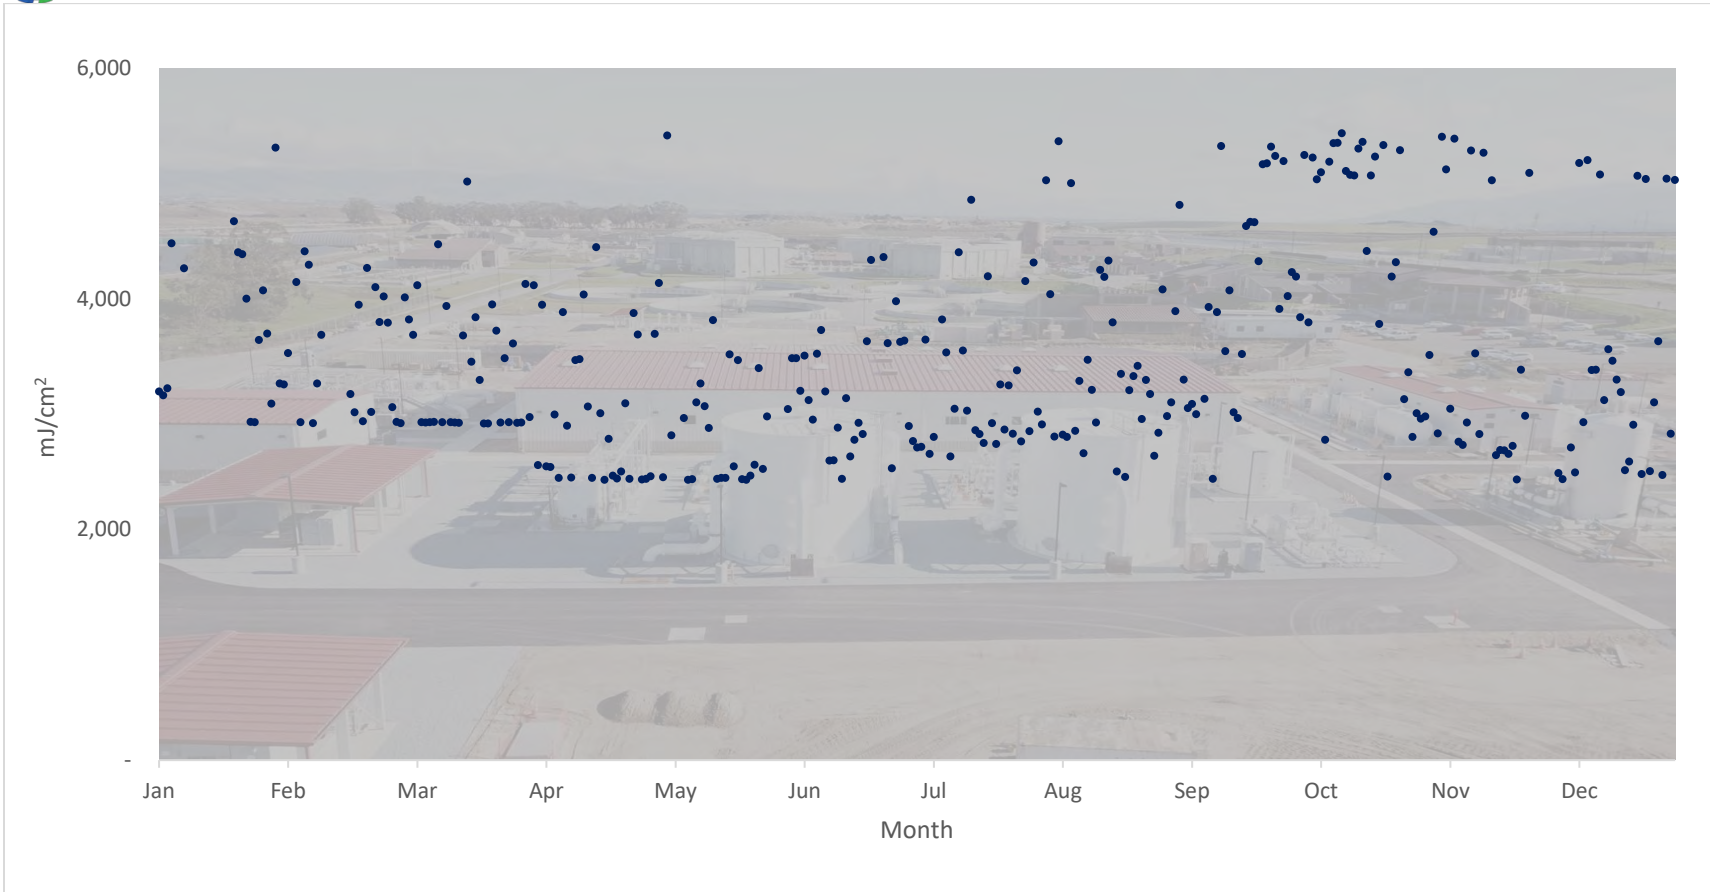 6,000
4,000
mJ/cm²
2,000
-
Jan Feb Mar Apr May Jun Jul Aug Sep Oct Nov Dec
Month